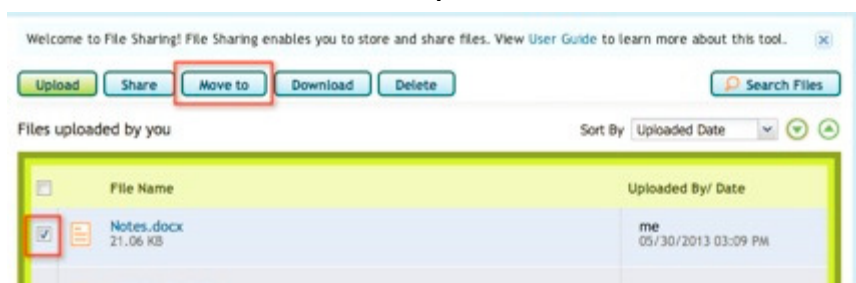 Welcome to File Sharing! File Sharing enables you to store and share files. View User Guide to learn more about this tool.
Upload Share Move to Download Delete Search Files
Files uploaded by you Sort By Uploaded Date
File Name Uploaded By/ Date
Notes.docx me
21.06 KB 05/30/2013 03:09 PM